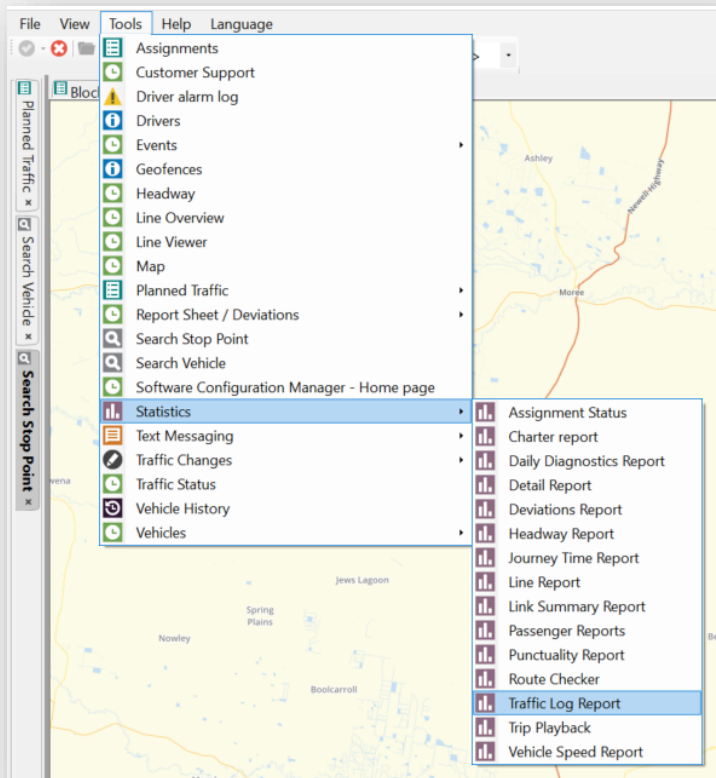 File View Tools Help Language
Planned Traffic ×
Search Vehicle ×
Search Stop Point ×
Assignments
Customer Support
Driver alarm log
Drivers
Events
Geofences
Headway
Line Overview
Line Viewer
Map
Planned Traffic
Report Sheet / Deviations
Search Stop Point
Search Vehicle
Software Configuration Manager - Home page
Statistics
Text Messaging
Traffic Changes
Traffic Status
Vehicle History
Vehicles
Assignment Status
Charter report
Daily Diagnostics Report
Detail Report
Deviations Report
Headway Report
Journey Time Report
Line Report
Link Summary Report
Passenger Reports
Punctuality Report
Route Checker
Traffic Log Report
Trip Playback
Vehicle Speed Report
Ashley
Newell Highway
Moree
Jews Lagoon
Spring
Plains
Nowley
Boolcarroll